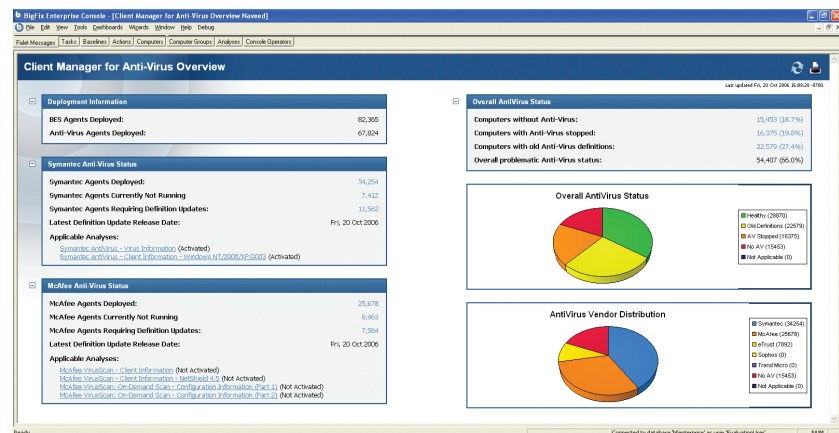 BigFix Enterprise Console - [Client Manager for Anti-Virus Overview Naveed]
File Edit View Tools Dashboards Wizards Window Help Debug
Fixlet Messages Tasks Baselines Actions Computers Computer Groups Analyses Console Operators
Client Manager for Anti-Virus Overview
Last updated Fri, 20 Oct 2006 16:09:28 -0700
Deployment Information
BES Agents Deployed: 82,365
Anti-Virus Agents Deployed: 67,824
Symantec Anti-Virus Status
Symantec Agents Deployed: 34,254
Symantec Agents Currently Not Running 7,412
Symantec Agents Requiring Definition Updates: 11,562
Latest Definition Update Release Date: Fri, 20 Oct 2006
Applicable Analyses:
Symantec AntiVirus - Virus Information (Activated)
Symantec AntiVirus - Client Information - Windows NT/2000/XP/2003 (Activated)
McAfee Anti-Virus Status
McAfee Agents Deployed: 25,678
McAfee Agents Currently Not Running 8,963
McAfee Agents Requiring Definition Updates: 7,564
Latest Definition Update Release Date: Fri, 20 Oct 2006
Applicable Analyses:
McAfee VirusScan - Client Information (Not Activated)
McAfee VirusScan - Client Information - NetShield 4.5 (Not Activated)
McAfee VirusScan: On-Demand Scan - Configuration Information (Part 1) (Not Activated)
McAfee VirusScan: On-Demand Scan - Configuration Information (Part 2) (Not Activated)
Overall AntiVirus Status
Computers without Anti-Virus: 15,453 (18.7%)
Computers with Anti-Virus stopped: 16,375 (19.8%)
Computers with old Anti-Virus definitions: 22,579 (27.4%)
Overall problematic Anti-Virus status: 54,407 (66.0%)
Overall AntiVirus Status
Healthy (28870)
Old Definitions (22579)
AV Stopped (16375)
No AV (15453)
Not Applicable (0)
AntiVirus Vendor Distribution
Symantec (34254)
McAfee (25678)
eTrust (7892)
Sophos (0)
Trend Micro (0)
No AV (15453)
Not Applicable (0)
Ready
Connected to database
as user 'EvaluationUser'
NUM